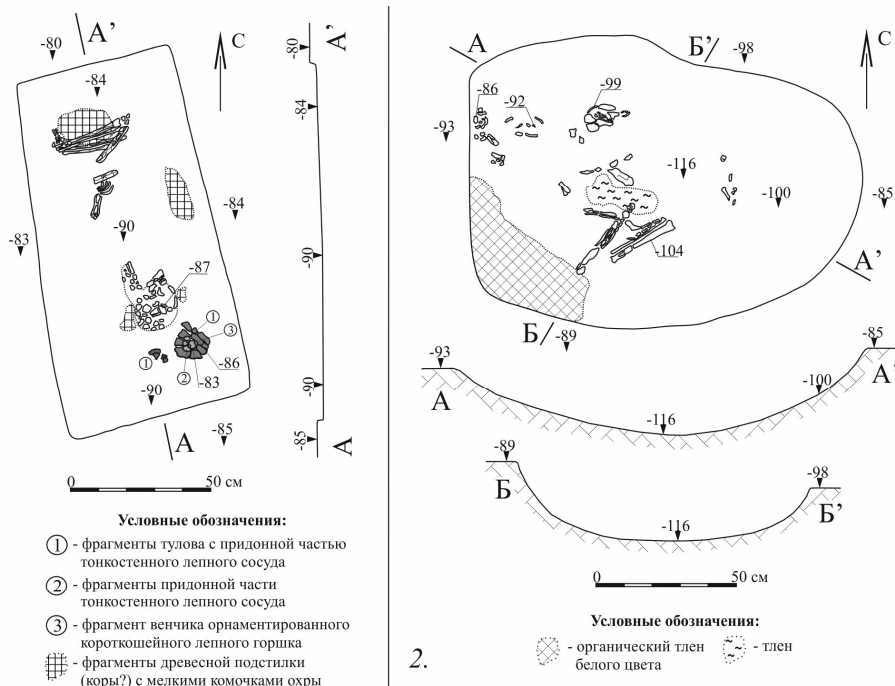 А’
-80
С
-84
-83
-84
-90
-87
1
3
1
2
-86
-83
-90
А
-85
-80
А’
-84
-90
-90
-85
А
0 50 см
Условные обозначения:
1 - фрагменты тулова с придонной частью
тонкостенного лепного сосуда
2 - фрагменты придонной части
тонкостенного лепного сосуда
3 - фрагмент венчика орнаментированного
короткошейного лепного горшка
- фрагменты древесной подстилки
(коры?) с мелкими комочками охры
А
Б’/
-98
С
-86
-92
-99
-93
-116
-100
-85
-104
А’
Б/
-89
-93
-85
А
-100
А’
-116
-89
-98
Б
-116
Б’
0 50 см
Условные обозначения:
- органический тлен
белого цвета
- тлен
2.